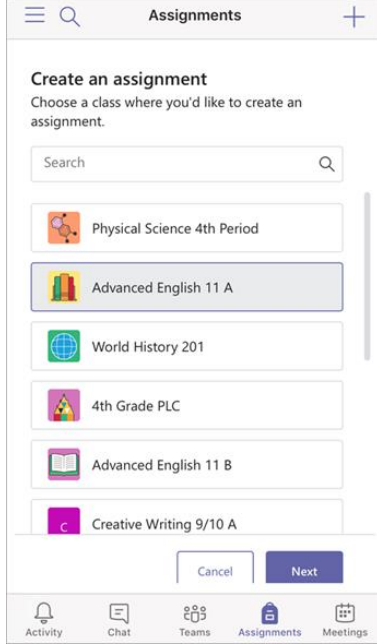 Assignments
Create an assignment
Choose a class where you'd like to create an
assignment.
Search
Physical Science 4th Period
Advanced English 11 A
World History 201
4th Grade PLC
Advanced English 11 B
C
Creative Writing 9/10 A
Cancel
Next
Activity
Chat
Teams
Assignments
Meetings